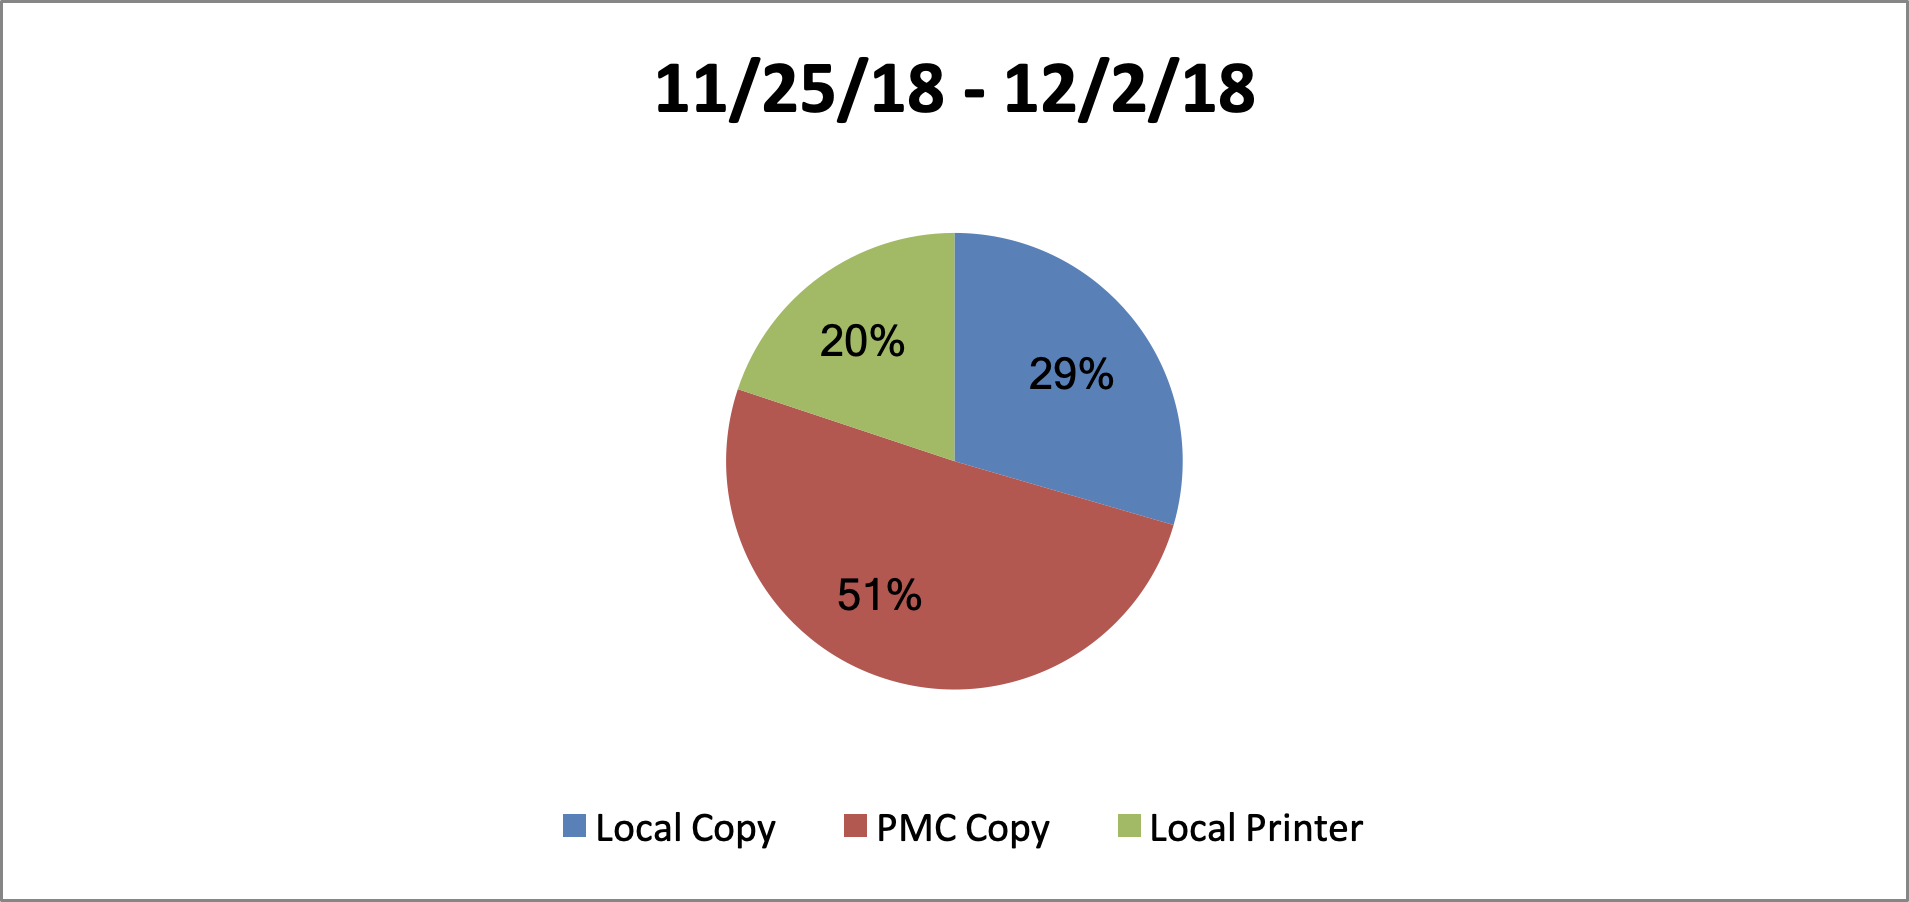 11/25/18 - 12/2/18
20%
29%
51%
Local Copy
PMC Copy
Local Printer